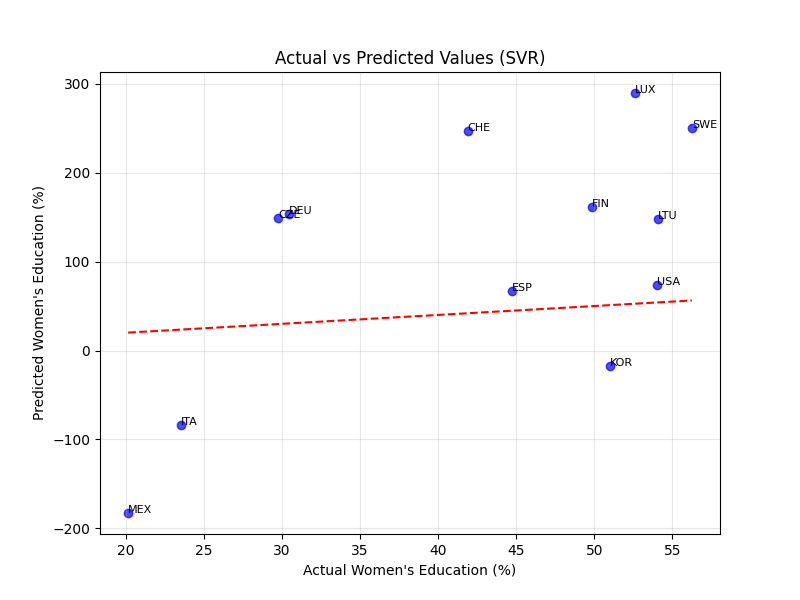 Actual vs Predicted Values (SVR)
Predicted Women's Education (%)
300
200
100
0
−100
−200
LUX
SWE
CHE
DEU
CZE
FIN
LTU
USA
ESP
KOR
ITA
MEX
20 25 30 35 40 45 50 55
Actual Women's Education (%)